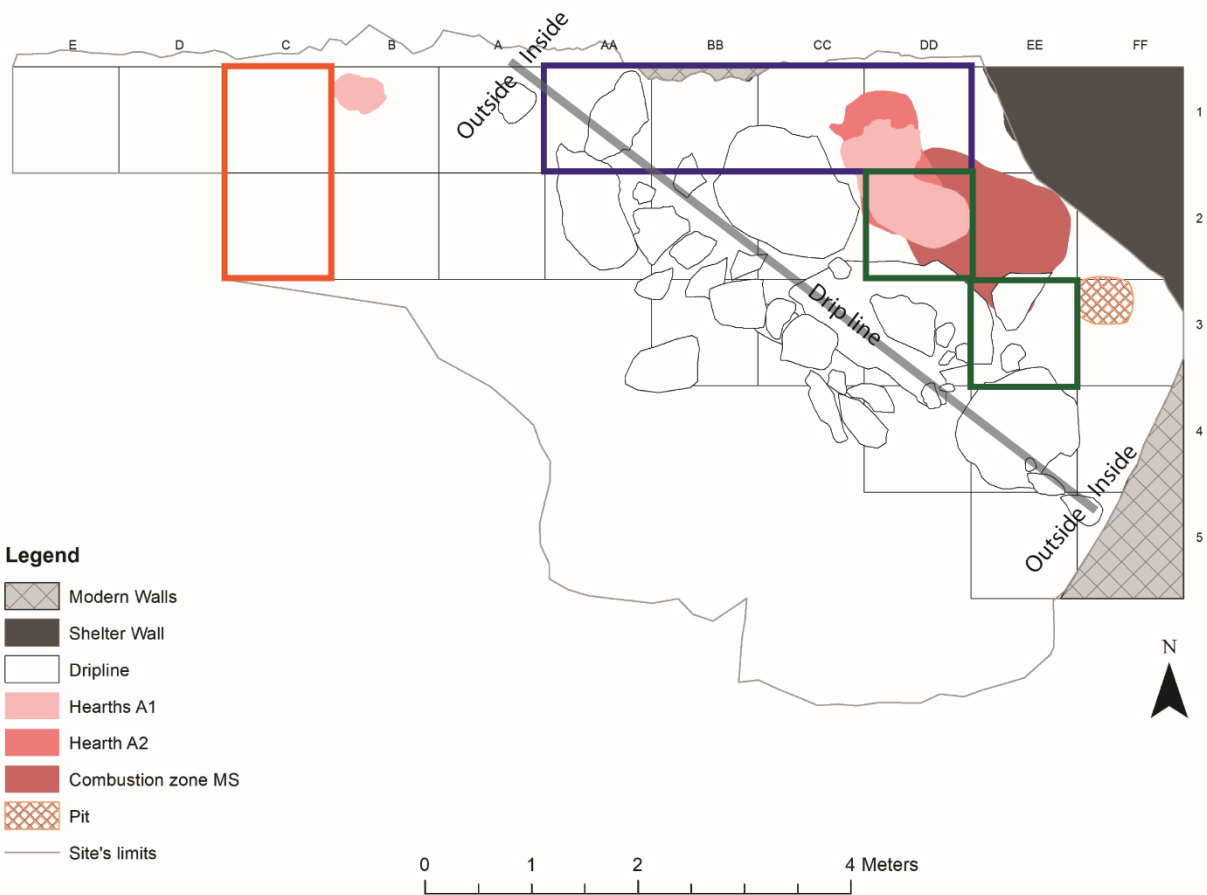 E D C B A AA BB CC DD EE FF
Outside Inside
1
2
3
Drip line
4
Outside Inside
5
Legend
Modern Walls
Shelter Wall
Dripline
Hearths A1
Hearth A2
Combustion zone MS
Pit
Site's limits
N
0 1 2 4 Meters